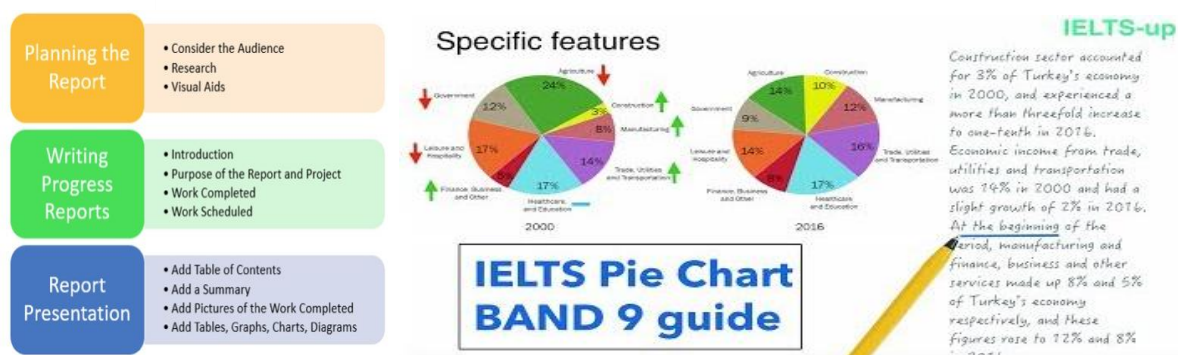 Planning the
Report
• Consider the Audience
• Research
• Visual Aids
Writing
Progress
Reports
• Introduction
• Purpose of the Report and Project
• Work Completed
• Work Scheduled
Report
Presentation
• Add Table of Contents
• Add a Summary
• Add Pictures of the Work Completed
• Add Tables, Graphs, Charts, Diagrams
Specific features
Agriculture
24%
Construction
3%
Manufacturing
8%
Trade, Utilities
and Transportation
14%
Healthcare
and Education
17%
Finance, Business
and Other
5%
Leisure and
Hospitality
17%
Government
12%
2000
Agriculture
14%
Construction
10%
Manufacturing
12%
Trade, Utilities
and Transportation
16%
Healthcare
and Education
17%
Finance, Business
and Other
8%
Leisure and
Hospitality
14%
Government
9%
2016
IELTS Pie Chart
BAND 9 guide
IELTS-up
Construction sector accounted
for 3% of Turkey's economy
in 2000, and experienced a
more than threefold increase
to one-tenth in 2016.
Economic income from trade,
utilities and transportation
was 14% in 2000 and had a
slight growth of 2% in 2016.
At the beginning of the
period, manufacturing and
finance, business and other
services made up 8% and 5%
of Turkey's economy
respectively, and these
figures rose to 12% and 8%